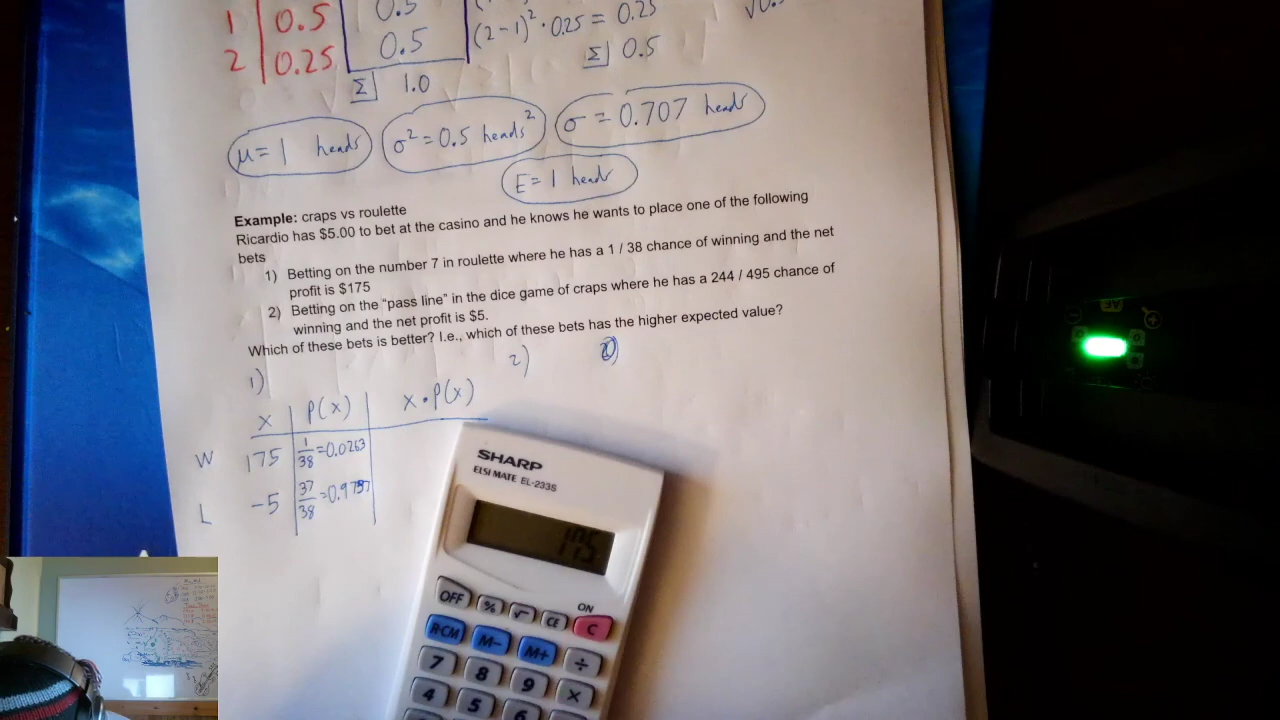 1 0.5 0.5
2 0.25 0.5 (2-1)² · 0.25 = 0.25
Σ 1.0 Σ 0.5
μ = 1 heads σ² = 0.5 heads² σ = 0.707 heads
E = 1 heads
Example: craps vs roulette
Ricardio has $5.00 to bet at the casino and he knows he wants to place one of the following
bets
1) Betting on the number 7 in roulette where he has a 1 / 38 chance of winning and the net
profit is $175
2) Betting on the “pass line” in the dice game of craps where he has a 244 / 495 chance of
winning and the net profit is $5.
Which of these bets is better? I.e., which of these bets has the higher expected value?
1) 2)
x P(x) x·P(x)
W 175 1/38 = 0.0263
L -5 37/38
SHARP
ELSI MATE EL-233S
175.
OFF % √ CE ON C
R·CM M- M+ ÷
7 8 9 ×
4 5 6